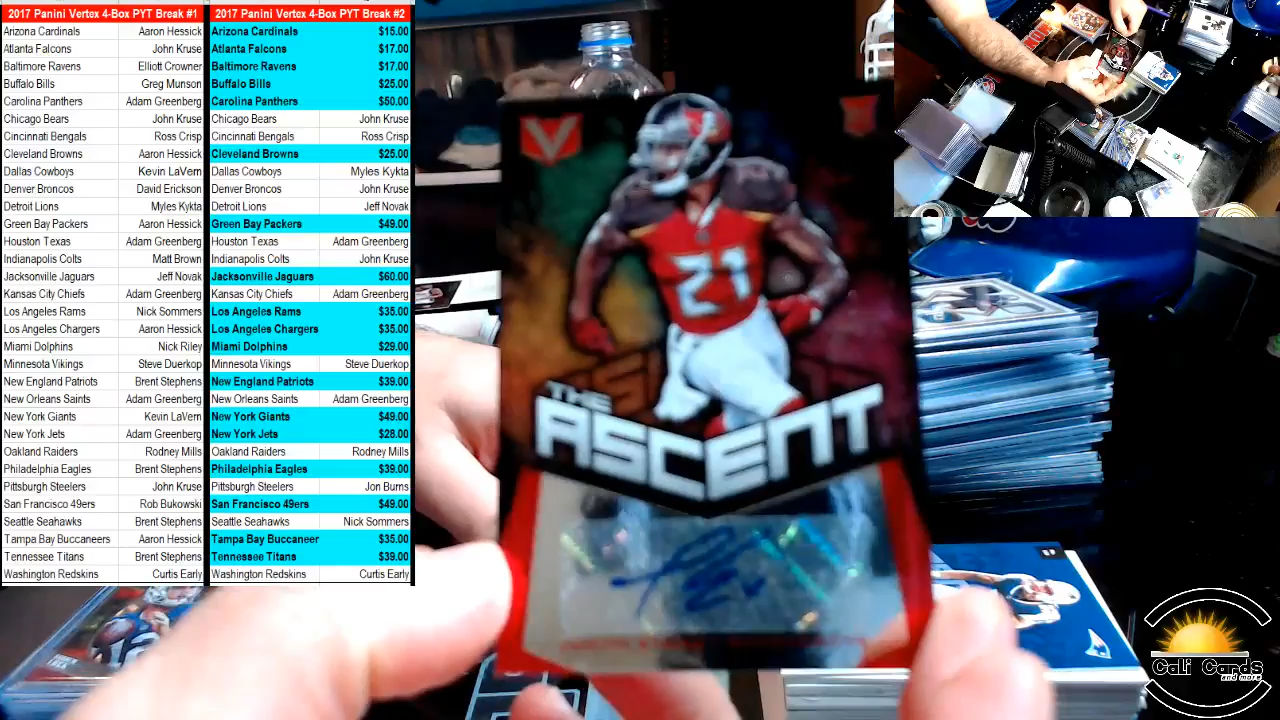 2017 Panini Vertex 4-Box PYT Break #1
Arizona Cardinals Aaron Hessick
Atlanta Falcons John Kruse
Baltimore Ravens Elliott Crowner
Buffalo Bills Greg Munson
Carolina Panthers Adam Greenberg
Chicago Bears John Kruse
Cincinnati Bengals Ross Crisp
Cleveland Browns Aaron Hessick
Dallas Cowboys Kevin LaVern
Denver Broncos David Erickson
Detroit Lions Myles Kykta
Green Bay Packers Aaron Hessick
Houston Texas Adam Greenberg
Indianapolis Colts Matt Brown
Jacksonville Jaguars Jeff Novak
Kansas City Chiefs Adam Greenberg
Los Angeles Rams Nick Sommers
Los Angeles Chargers Aaron Hessick
Miami Dolphins Nick Riley
Minnesota Vikings Steve Duerkop
New England Patriots Brent Stephens
New Orleans Saints Adam Greenberg
New York Giants Kevin LaVern
New York Jets Adam Greenberg
Oakland Raiders Rodney Mills
Philadelphia Eagles Brent Stephens
Pittsburgh Steelers John Kruse
San Francisco 49ers Rob Bukowski
Seattle Seahawks Brent Stephens
Tampa Bay Buccaneers Aaron Hessick
Tennessee Titans Brent Stephens
Washington Redskins Curtis Early
2017 Panini Vertex 4-Box PYT Break #2
Arizona Cardinals $15.00
Atlanta Falcons $17.00
Baltimore Ravens $17.00
Buffalo Bills $25.00
Carolina Panthers $50.00
Chicago Bears John Kruse
Cincinnati Bengals Ross Crisp
Cleveland Browns $25.00
Dallas Cowboys Myles Kykta
Denver Broncos John Kruse
Detroit Lions Jeff Novak
Green Bay Packers $49.00
Houston Texas Adam Greenberg
Indianapolis Colts John Kruse
Jacksonville Jaguars $60.00
Kansas City Chiefs Adam Greenberg
Los Angeles Rams $35.00
Los Angeles Chargers $35.00
Miami Dolphins $29.00
Minnesota Vikings Steve Duerkop
New England Patriots $39.00
New Orleans Saints Adam Greenberg
New York Giants $49.00
New York Jets $28.00
Oakland Raiders Rodney Mills
Philadelphia Eagles $39.00
Pittsburgh Steelers Jon Burns
San Francisco 49ers $49.00
Seattle Seahawks Nick Sommers
Tampa Bay Buccaneer $35.00
Tennessee Titans $39.00
Washington Redskins Curtis Early
V
21
THE
ASCENT
Cali Cards
and more